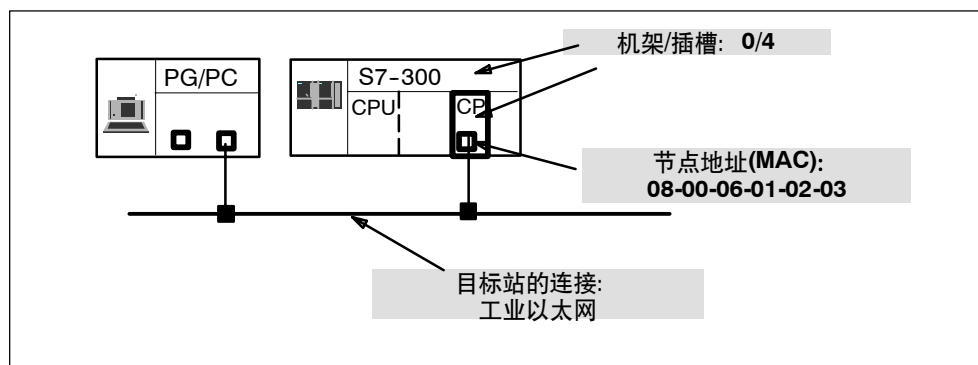 机架/插槽: 0/4
PG/PC
S7-300
CPU
CP
节点地址(MAC):
08-00-06-01-02-03
目标站的连接:
工业以太网